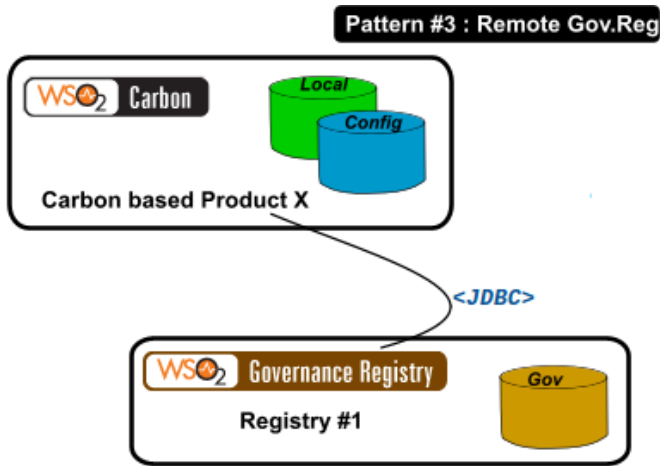 Pattern #3 : Remote Gov.Reg
WSO2 Carbon
Local
Config
Carbon based Product X
<JDBC>
WSO2 Governance Registry
Gov
Registry #1